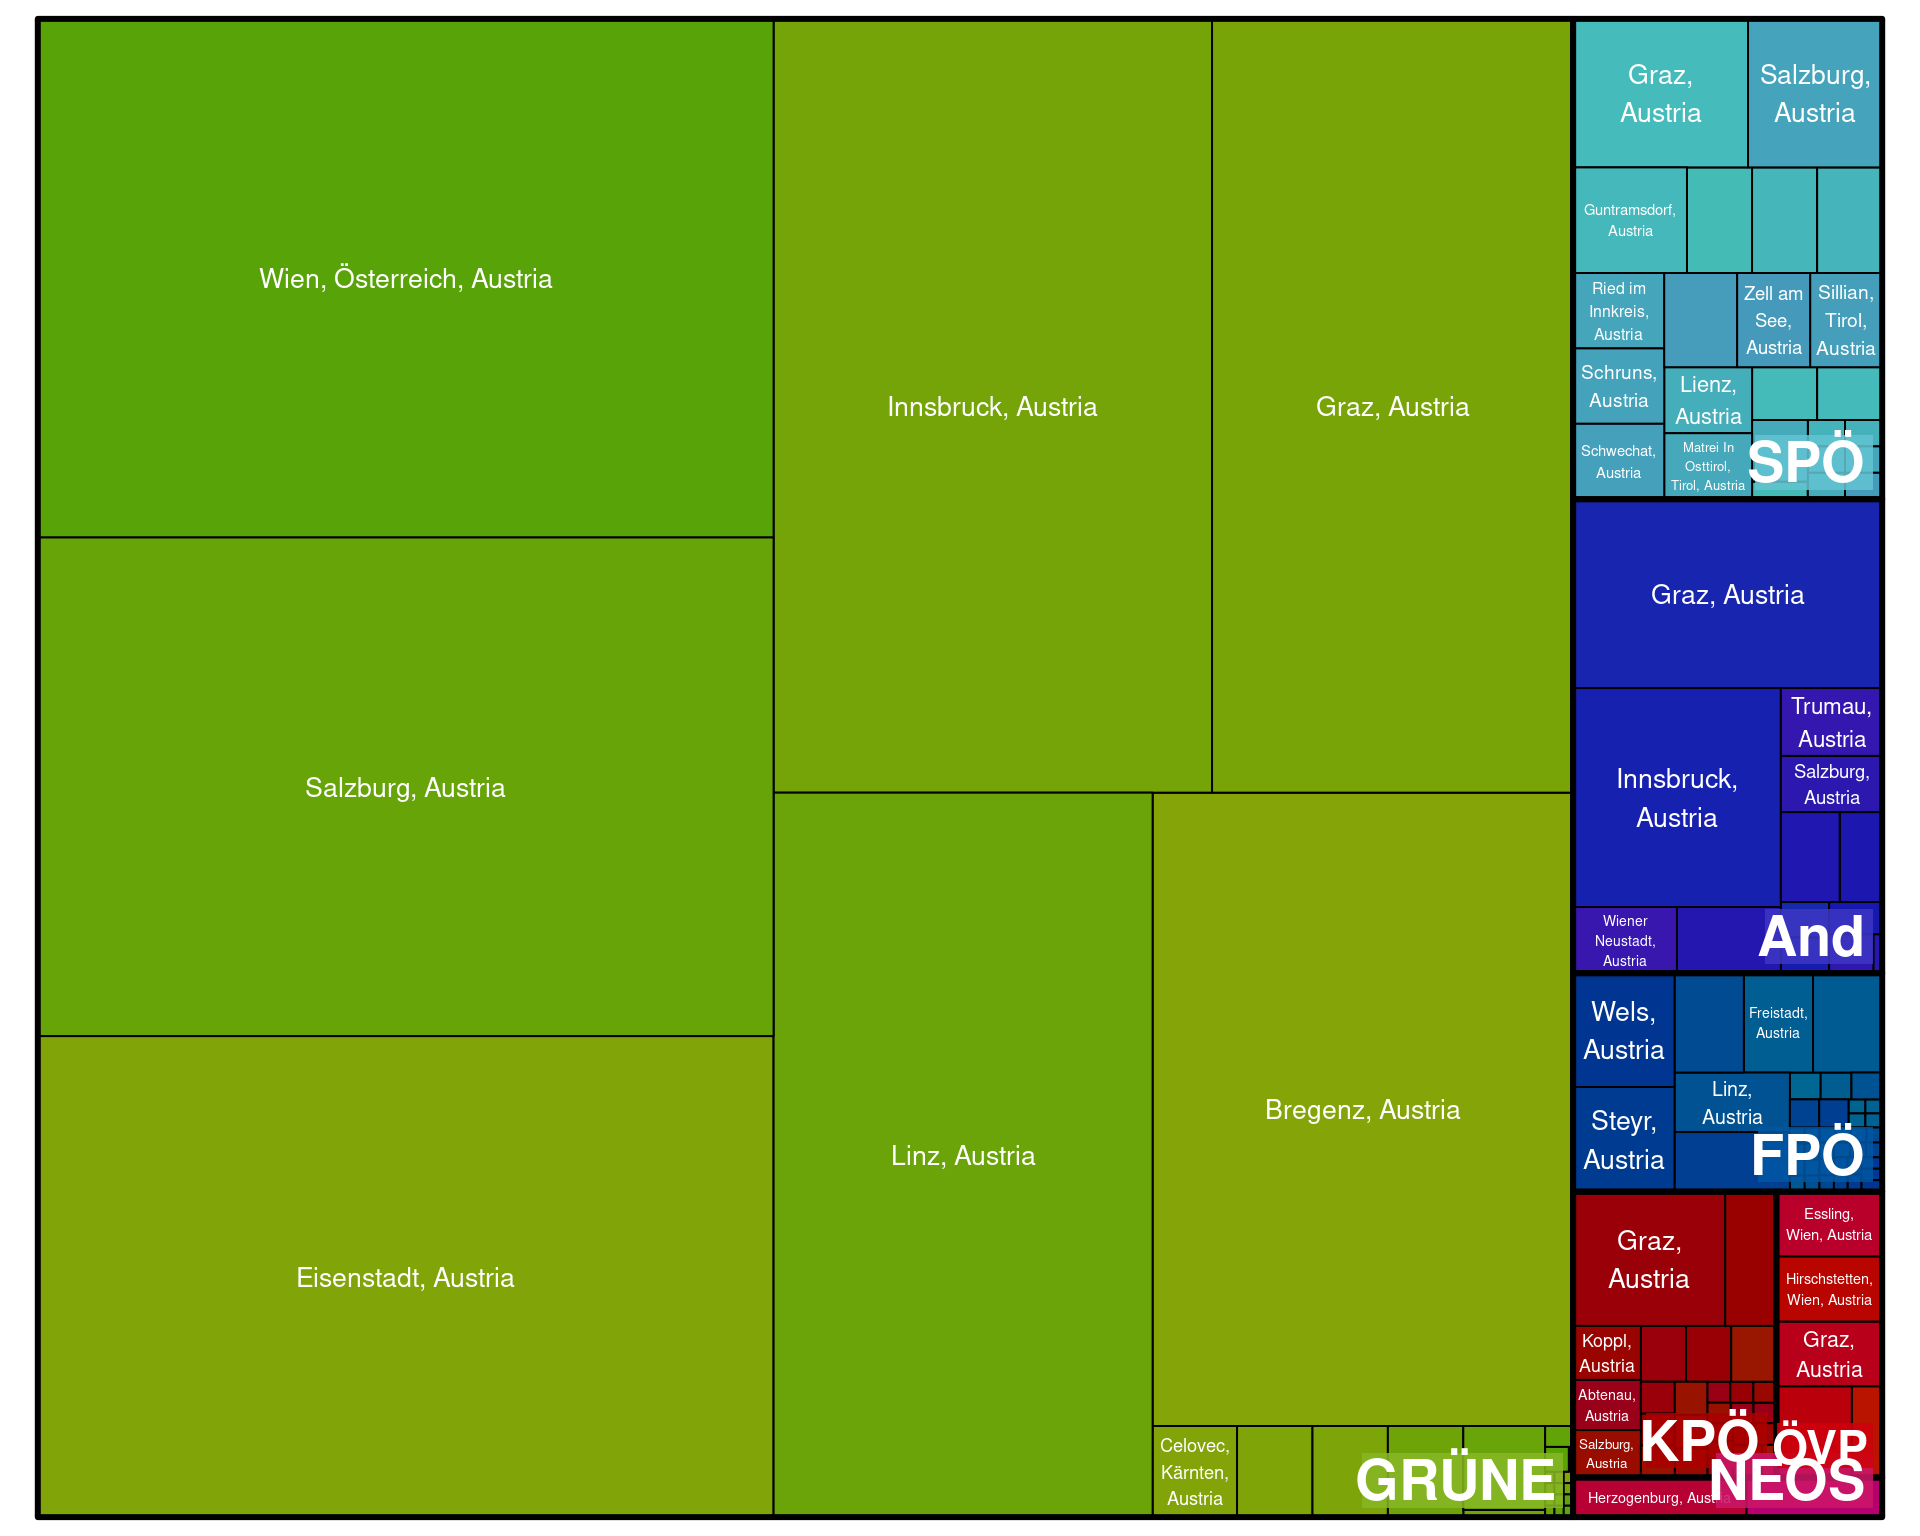 Wien, Österreich, Austria
Salzburg, Austria
Eisenstadt, Austria
Innsbruck, Austria
Graz, Austria
Linz, Austria
Bregenz, Austria
Celovec,
Kärnten,
Austria
GRÜNE
Graz,
Austria
Salzburg,
Austria
Guntramsdorf,
Austria
Ried im
Innkreis,
Austria
Zell am
See,
Austria
Sillian,
Tirol,
Austria
Schruns,
Austria
Lienz,
Austria
Schwechat,
Austria
Matrei In
Osttirol,
Tirol, Austria
SPÖ
Graz, Austria
Innsbruck,
Austria
Trumau,
Austria
Salzburg,
Austria
Wiener
Neustadt,
Austria
And
Wels,
Austria
Freistadt,
Austria
Steyr,
Austria
Linz,
Austria
FPÖ
Graz,
Austria
Koppl,
Austria
Abtenau,
Austria
Salzburg,
Austria
KPÖ
Essling,
Wien, Austria
Hirschstetten,
Wien, Austria
Graz,
Austria
ÖVP
Herzogenburg, Austria
NEOS